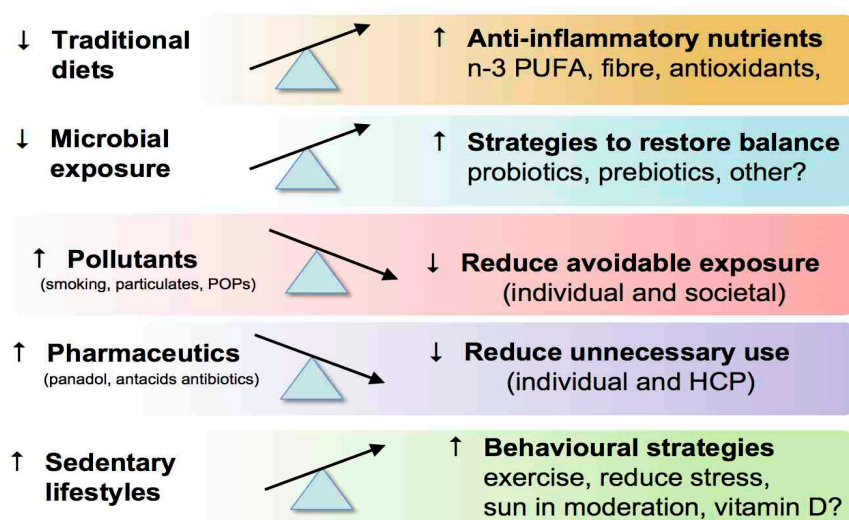 ↓ Traditional diets
↑ Anti-inflammatory nutrients
n-3 PUFA, fibre, antioxidants,
↓ Microbial exposure
↑ Strategies to restore balance
probiotics, prebiotics, other?
↑ Pollutants
(smoking, particulates, POPs)
↓ Reduce avoidable exposure
(individual and societal)
↑ Pharmaceutics
(panadol, antacids antibiotics)
↓ Reduce unnecessary use
(individual and HCP)
↑ Sedentary lifestyles
↑ Behavioural strategies
exercise, reduce stress,
sun in moderation, vitamin D?